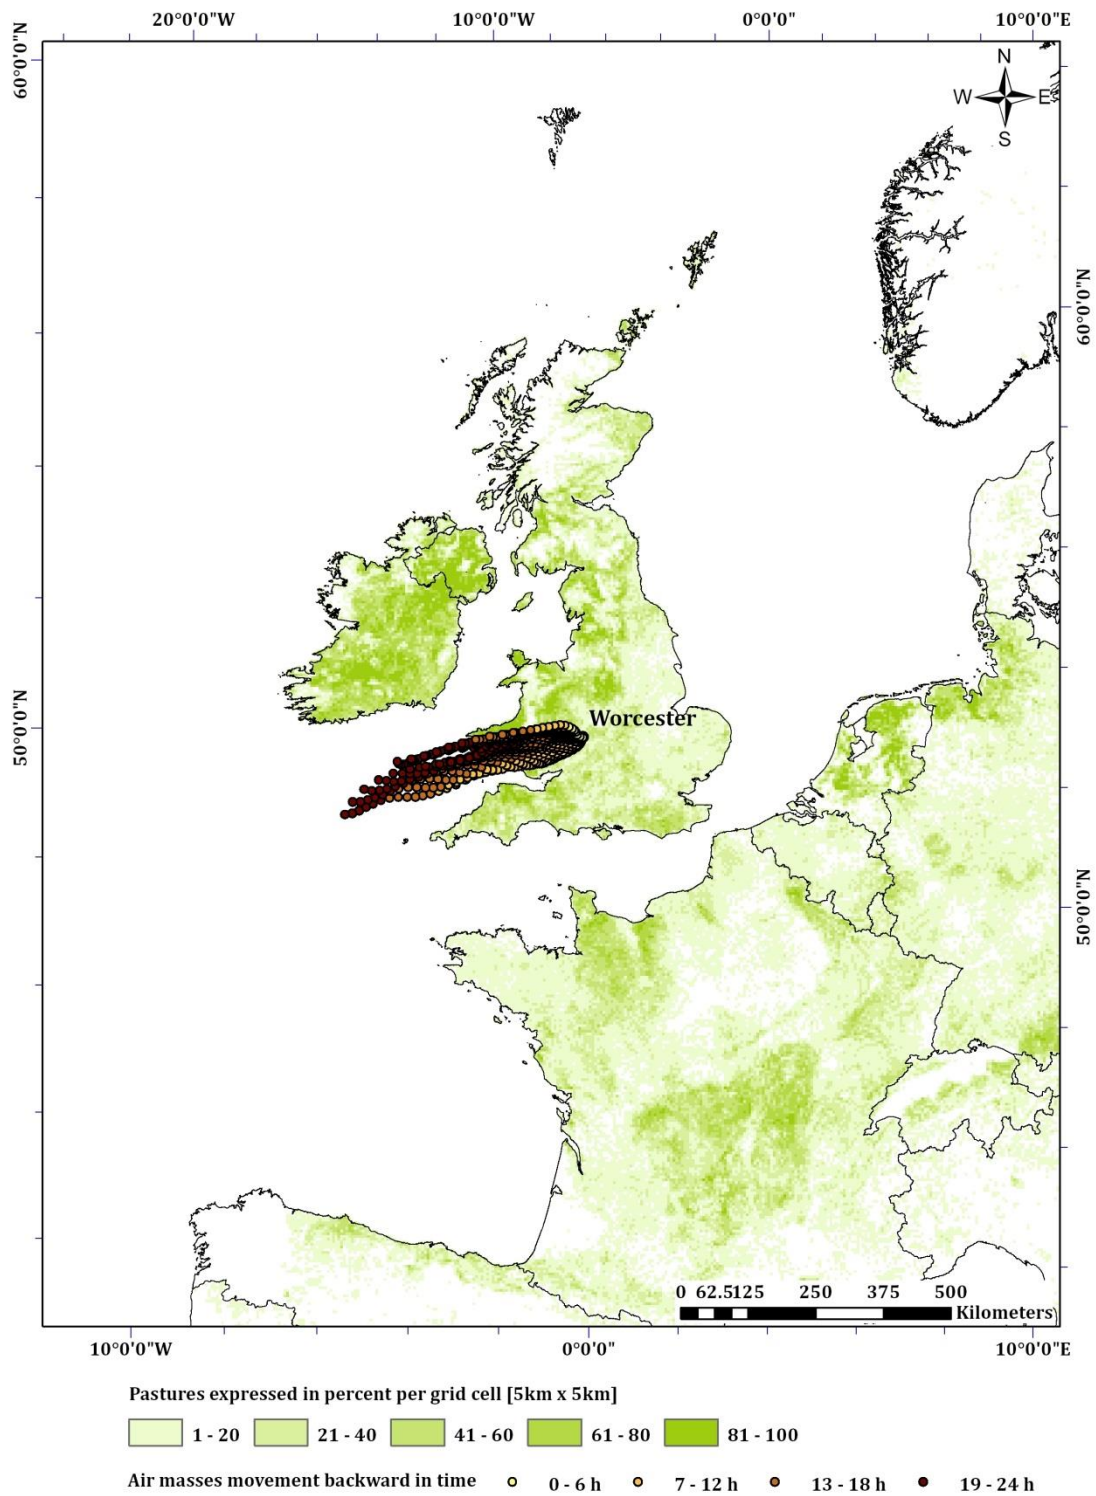 20°0'0"W 10°0'0"W 0°0'0" 10°0'0"E
60°0'0"N
N
W E
S
60°0'0"N
Worcester
50°0'0"N
50°0'0"N
0 62.5 125 250 375 500
Kilometers
10°0'0"W 0°0'0" 10°0'0"E
Pastures expressed in percent per grid cell [5km x 5km]
1 - 20 21 - 40 41 - 60 61 - 80 81 - 100
Air masses movement backward in time 0 - 6 h 7 - 12 h 13 - 18 h 19 - 24 h